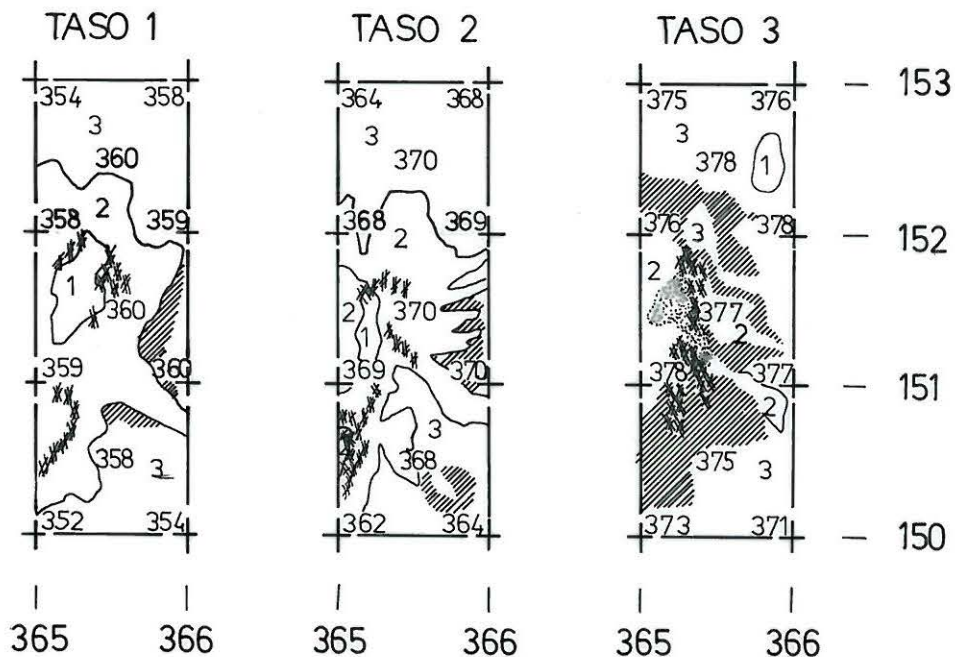 TASO 1 TASO 2 TASO 3
354 358 364 368 375 376 — 153
3 3 3
360 370 378 1
2
358 359 368 369 376 378 — 152
2 3
1 2
360 2 370 377
1 2
359 360 369 370 378 377 — 151
2
3
358 3 368 375 3
352 354 362 364 373 371 — 150
365 366 365 366 365 366